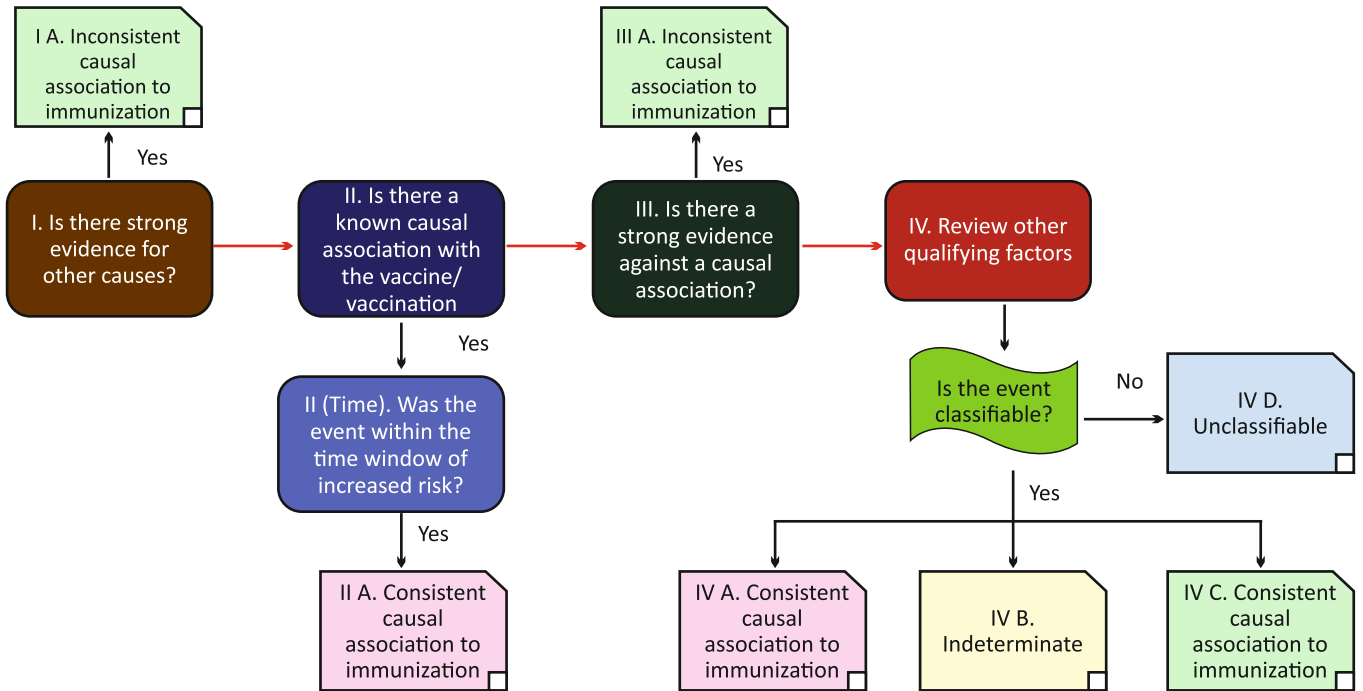 I A. Inconsistent
causal
association to
immunization
III A. Inconsistent
causal
association to
immunization
Yes
Yes
I. Is there strong
evidence for
other causes?
II. Is there a
known causal
association with
the vaccine/
vaccination
III. Is there a
strong evidence
against a causal
association?
IV. Review other
qualifying factors
Yes
II (Time). Was the
event within the
time window of
increased risk?
Is the event
classifiable?
No
IV D.
Unclassifiable
Yes
Yes
II A. Consistent
causal
association to
immunization
IV A. Consistent
causal
association to
immunization
IV B.
Indeterminate
IV C. Consistent
causal
association to
immunization